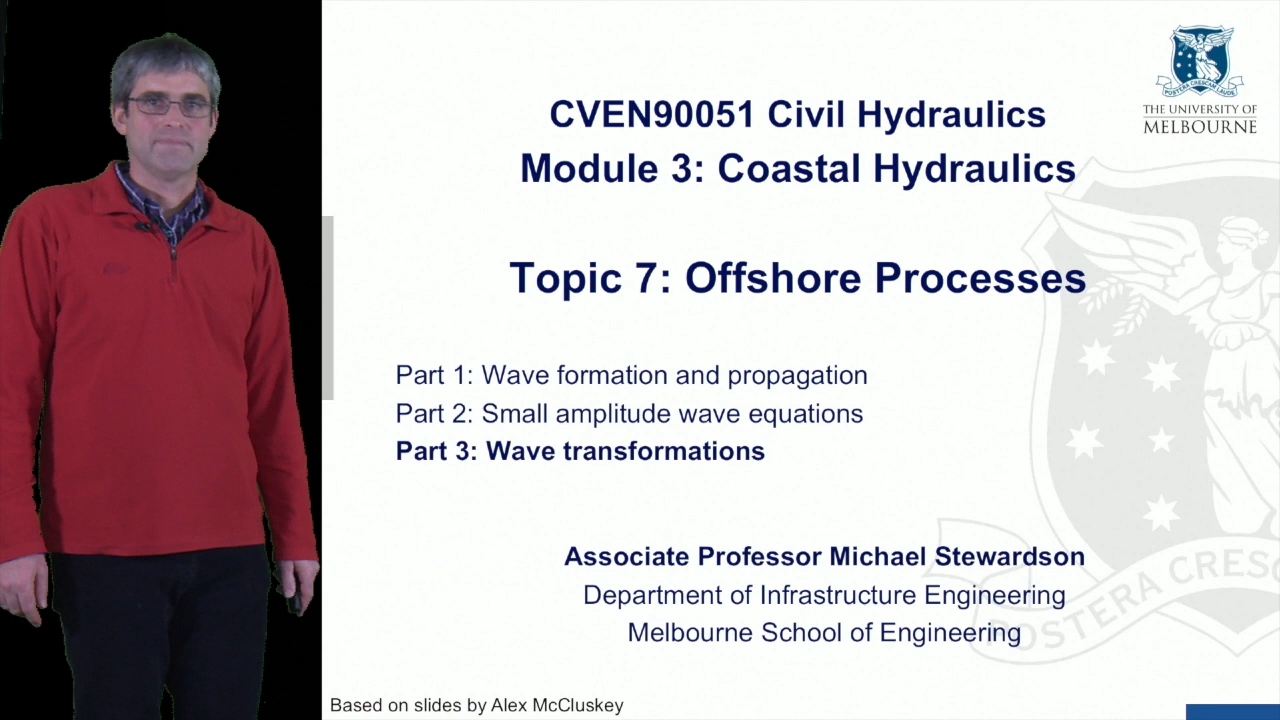 CVEN90051 Civil Hydraulics
Module 3: Coastal Hydraulics
THE UNIVERSITY OF
MELBOURNE
Topic 7: Offshore Processes
Part 1: Wave formation and propagation
Part 2: Small amplitude wave equations
Part 3: Wave transformations
Associate Professor Michael Stewardson
Department of Infrastructure Engineering
Melbourne School of Engineering
POSTERA CRESC
Based on slides by Alex McCluskey